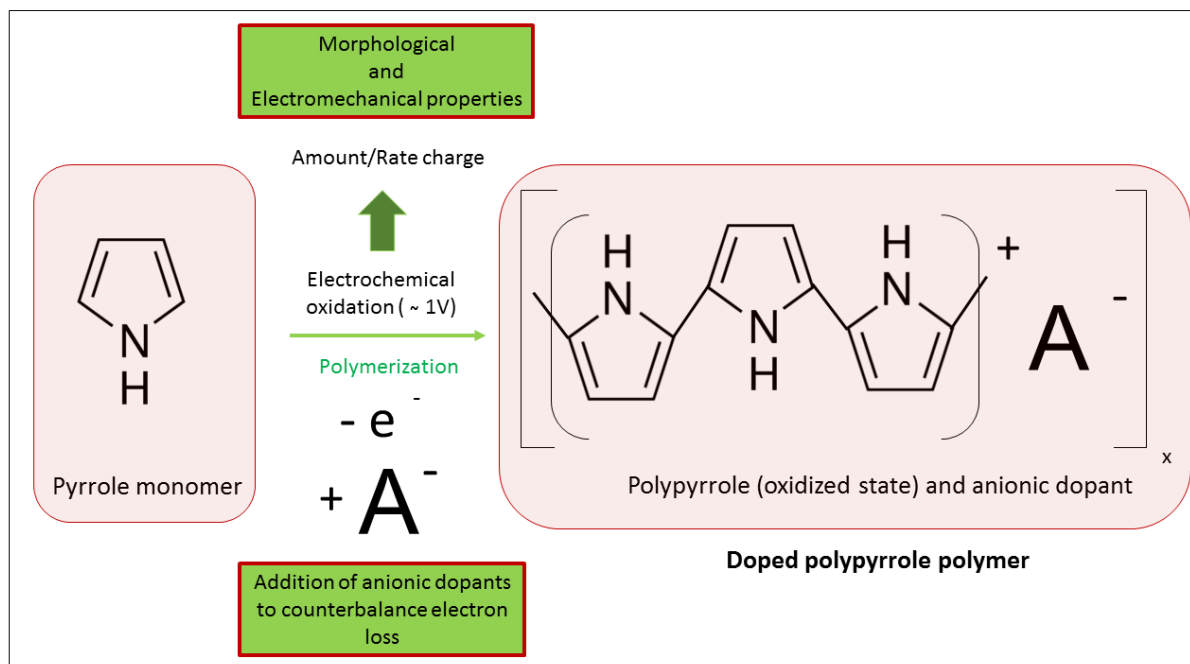 Morphological
and
Electromechanical properties
Amount/Rate charge
Electrochemical
oxidation ( ~ 1V)
Polymerization
- e -
+ A -
Addition of anionic dopants
to counterbalance electron
loss
N
H
Pyrrole monomer
H
N
N
H
H
N
+
A -
x
Polypyrrole (oxidized state) and anionic dopant
Doped polypyrrole polymer